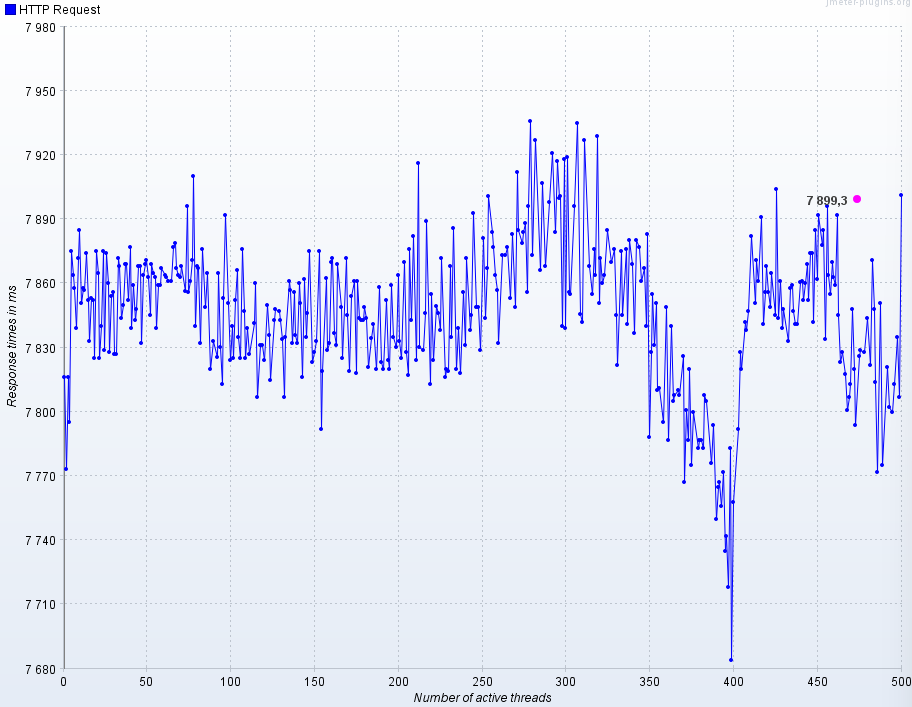 jmeter-plugins.org
HTTP Request
7 980
7 950
7 920
7 890
7 860
7 830
7 800
7 770
7 740
7 710
7 680
Response times in ms
7 899,3
0 50 100 150 200 250 300 350 400 450 500
Number of active threads